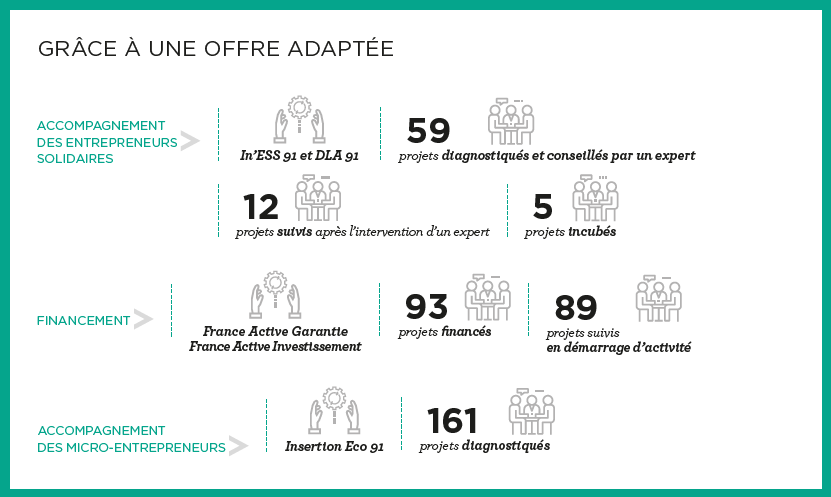 GRÂCE À UNE OFFRE ADAPTÉE
ACCOMPAGNEMENT
DES ENTREPRENEURS
SOLIDAIRES
In'ESS 91 et DLA 91
59
projets diagnostiqués et conseillés par un expert
12
projets suivis après l'intervention d'un expert
5
projets incubés
FINANCEMENT
France Active Garantie
France Active Investissement
93
projets financés
89
projets suivis
en démarrage d'activité
ACCOMPAGNEMENT
DES MICRO-ENTREPRENEURS
Insertion Eco 91
161
projets diagnostiqués